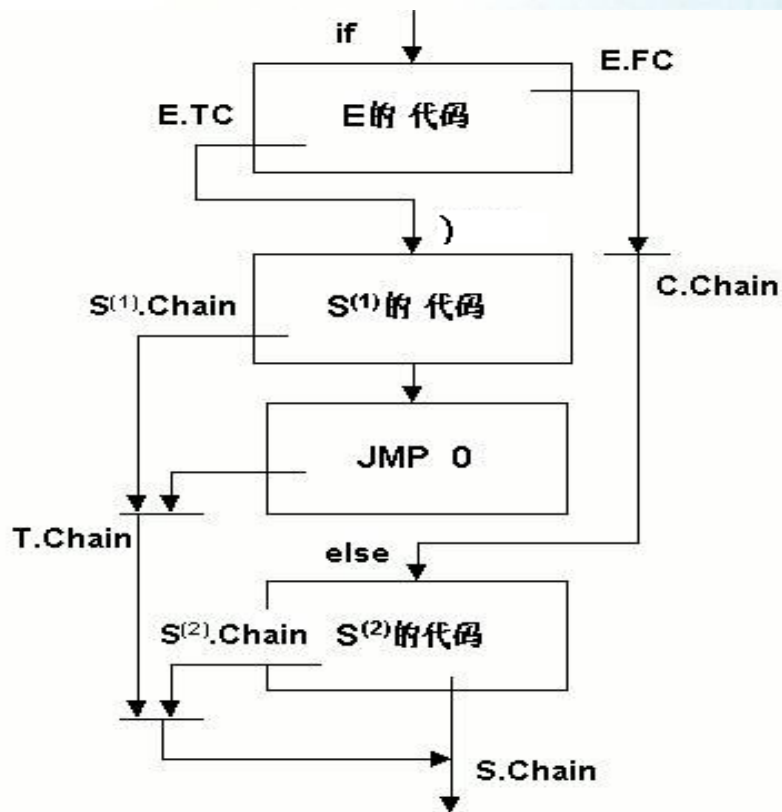 if
E.FC
E.TC
E的 代码
)
S(1).Chain
S(1)的 代码
C.Chain
JMP 0
T.Chain
else
S(2).Chain
S(2)的代码
S.Chain